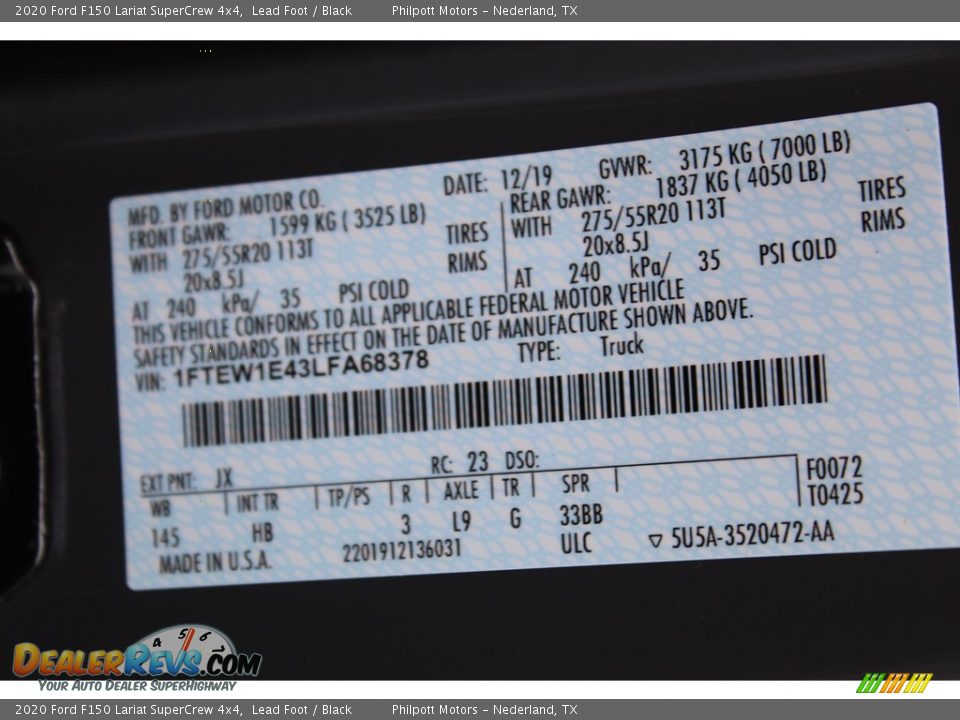 2020 Ford F150 Lariat SuperCrew 4x4, Lead Foot / Black Philpott Motors – Nederland, TX
MFD. BY FORD MOTOR CO. DATE: 12/19 GVWR: 3175 KG ( 7000 LB)
FRONT GAWR: 1599 KG ( 3525 LB) REAR GAWR: 1837 KG ( 4050 LB)
WITH 275/55R20 113T TIRES WITH 275/55R20 113T TIRES
20x8.5J RIMS 20x8.5J RIMS
AT 240 kPa/ 35 PSI COLD AT 240 kPa/ 35 PSI COLD
THIS VEHICLE CONFORMS TO ALL APPLICABLE FEDERAL MOTOR VEHICLE
SAFETY STANDARDS IN EFFECT ON THE DATE OF MANUFACTURE SHOWN ABOVE.
VIN: 1FTEW1E43LFA68378 TYPE: Truck
EXT PNT: JX RC: 23 DSO: F0072
WB INT TR TP/PS R AXLE TR SPR T0425
145 HB 3 L9 G 33BB
MADE IN U.S.A. 2201912136031 ULC 5U5A-3520472-AA
4 5 6
DEALERREVS.COM
YOUR AUTO DEALER SUPERHIGHWAY
2020 Ford F150 Lariat SuperCrew 4x4, Lead Foot / Black Philpott Motors – Nederland, TX